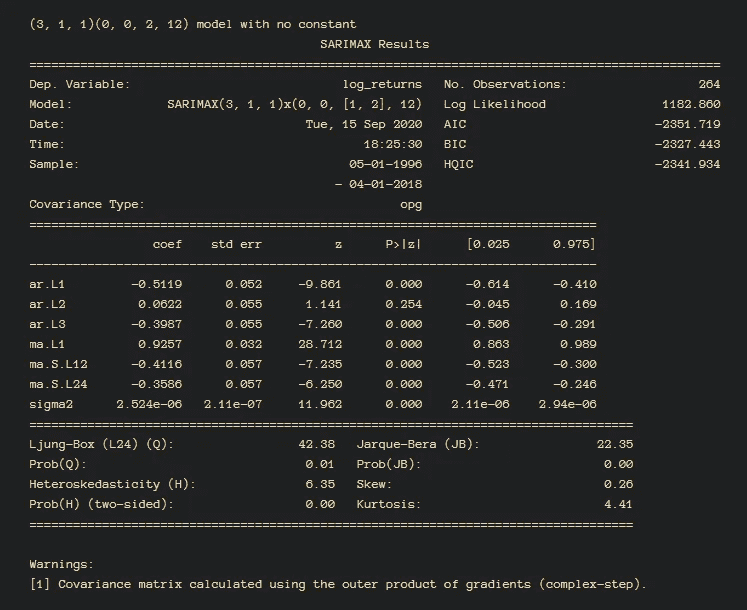 (3, 1, 1)(0, 0, 2, 12) model with no constant
SARIMAX Results
==============================================================================================
Dep. Variable: log_returns No. Observations: 264
Model: SARIMAX(3, 1, 1)x(0, 0, [1, 2], 12) Log Likelihood 1182.860
Date: Tue, 15 Sep 2020 AIC -2351.719
Time: 18:25:30 BIC -2327.443
Sample: 05-01-1996 HQIC -2341.934
- 04-01-2018
Covariance Type: opg
==============================================================================
coef std err z P>|z| [0.025 0.975]
------------------------------------------------------------------------------
ar.L1 -0.5119 0.052 -9.861 0.000 -0.614 -0.410
ar.L2 0.0622 0.055 1.141 0.254 -0.045 0.169
ar.L3 -0.3987 0.055 -7.260 0.000 -0.506 -0.291
ma.L1 0.9257 0.032 28.712 0.000 0.863 0.989
ma.S.L12 -0.4116 0.057 -7.235 0.000 -0.523 -0.300
ma.S.L24 -0.3586 0.057 -6.250 0.000 -0.471 -0.246
sigma2 2.524e-06 2.11e-07 11.962 0.000 2.11e-06 2.94e-06
===================================================================================
Ljung-Box (L24) (Q): 42.38 Jarque-Bera (JB): 22.35
Prob(Q): 0.01 Prob(JB): 0.00
Heteroskedasticity (H): 6.35 Skew: 0.26
Prob(H) (two-sided): 0.00 Kurtosis: 4.41
===================================================================================
Warnings:
[1] Covariance matrix calculated using the outer product of gradients (complex-step).